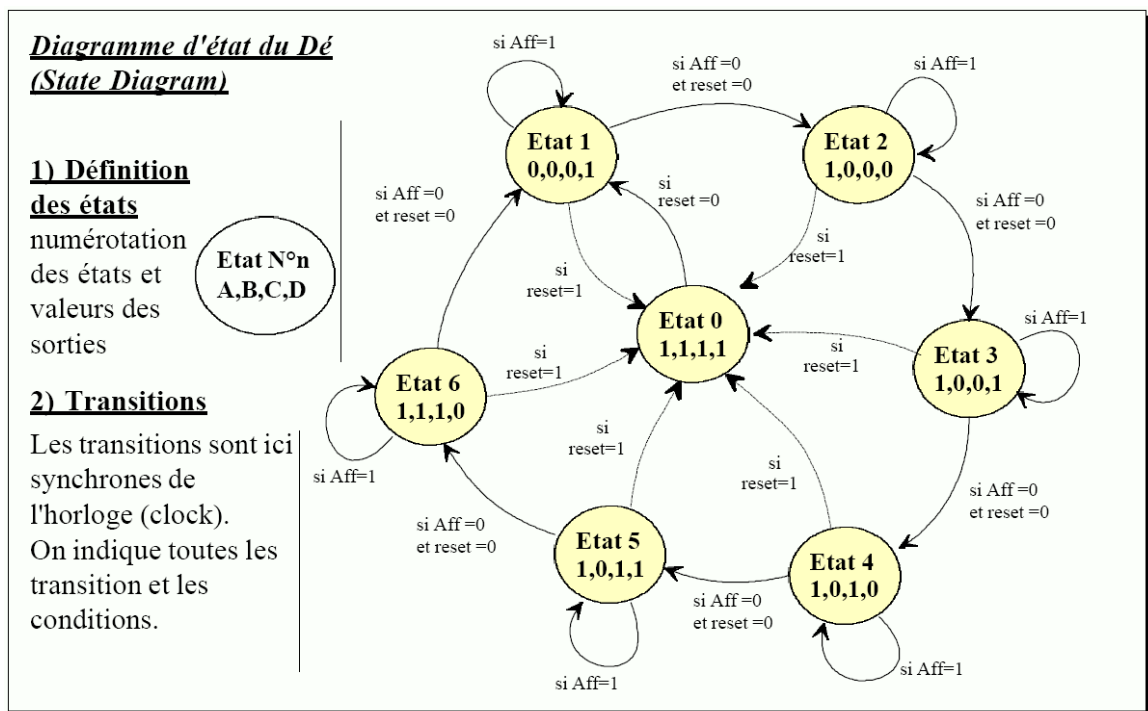 Diagramme d'état du Dé
(State Diagram)
1) Définition
des états
numérotation
des états et
valeurs des
sorties
Etat N°n
A,B,C,D
2) Transitions
Les transitions sont ici
synchrones de
l'horloge (clock).
On indique toutes les
transition et les
conditions.
si Aff=1
Etat 1
0,0,0,1
si Aff =0
et reset =0
si Aff=1
Etat 2
1,0,0,0
si Aff =0
et reset =0
si
reset=0
si
reset=1
si
reset=1
si Aff =0
et reset =0
Etat 0
1,1,1,1
si Aff=1
Etat 3
1,0,0,1
si
reset=1
si
reset=1
Etat 6
1,1,1,0
si Aff=1
si
reset=1
si
reset=1
si Aff =0
et reset =0
si Aff =0
et reset =0
Etat 5
1,0,1,1
Etat 4
1,0,1,0
si Aff =0
et reset =0
si Aff=1
si Aff=1